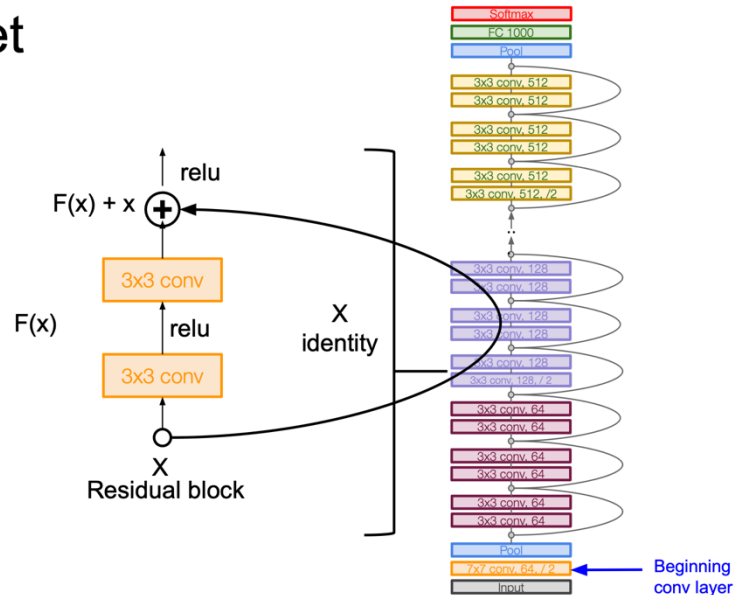 et
relu
F(x) + x
3x3 conv
F(x)
relu
3x3 conv
X
Residual block
X
identity
Softmax
FC 1000
Pool
3x3 conv, 512
3x3 conv, 512
3x3 conv, 512
3x3 conv, 512
3x3 conv, 512
3x3 conv, 512, /2
..
3x3 conv, 128
3x3 conv, 128
3x3 conv, 128
3x3 conv, 128
3x3 conv, 128
3x3 conv, 128, / 2
3x3 conv, 64
3x3 conv, 64
3x3 conv, 64
3x3 conv, 64
3x3 conv, 64
3x3 conv, 64
Pool
7x7 conv, 64, / 2
Input
Beginning
conv layer